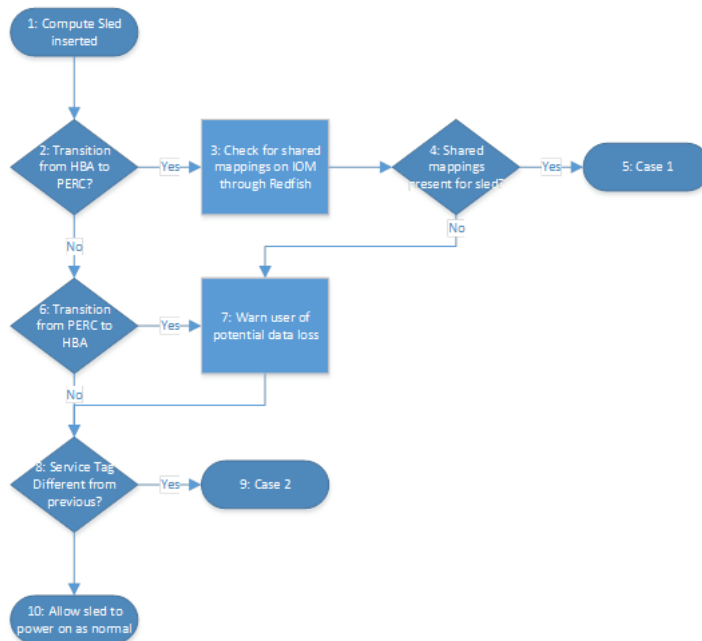 1: Compute Sled
inserted
2: Transition
from HBA to
PERC?
Yes
3: Check for shared
mappings on IOM
through Redfish
4: Shared
mappings
present for sled?
Yes
5: Case 1
No
No
6: Transition
from PERC to
HBA
Yes
7: Warn user of
potential data loss
No
8: Service Tag
Different from
previous?
Yes
9: Case 2
10: Allow sled to
power on as normal